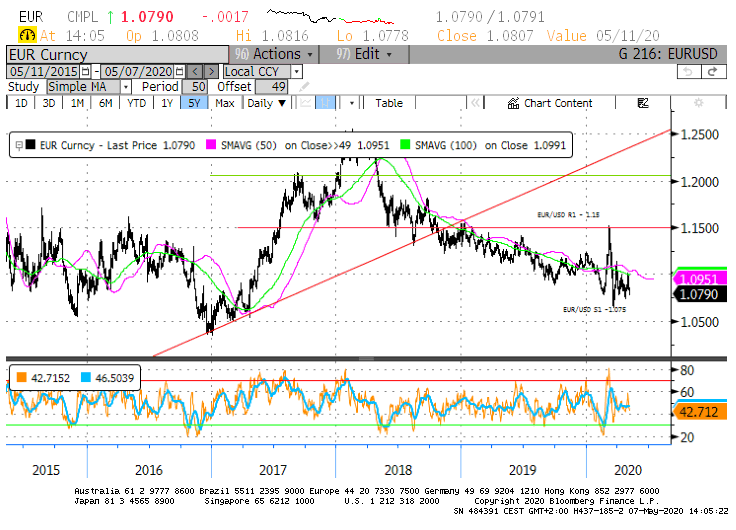 EUR CMPL ↑ 1.0790 -.0017 1.0790 / 1.0791
At 14:05 Op 1.0808 Hi 1.0816 Lo 1.0778 Close 1.0807 Value 05/11/20
EUR Curncy 96) Actions 97) Edit G 216: EURUSD
05/11/2015 - 05/07/2020 < > Local CCY
Study Simple MA Period 50 Offset 49
1D 3D 1M 6M YTD 1Y 5Y Max Daily Table << Chart Content
EUR Curncy - Last Price 1.0790 SMAVG (50) on Close>>49 1.0951 SMAVG (100) on Close 1.0991
1.2500
1.2000
EUR/USD R1 - 1.15
1.1500
1.0951
1.0790
EUR/USD S1 -1.075
1.0500
42.7152 46.5039
80
60
42.712
20
2015 2016 2017 2018 2019 2020
Australia 61 2 9777 8600 Brazil 5511 2395 9000 Europe 44 20 7330 7500 Germany 49 69 9204 1210 Hong Kong 852 2977 6000
Japan 81 3 4565 8900 Singapore 65 6212 1000 U.S. 1 212 318 2000 Copyright 2020 Bloomberg Finance L.P.
SN 484391 CEST GMT+2:00 H437-185-2 07-May-2020 14:05:22